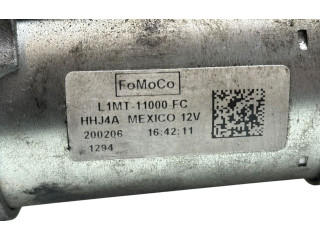 FoMoCo
L1MT-11000-FC
HHJ4A MEXICO 12V
200206 16:42:11
1294